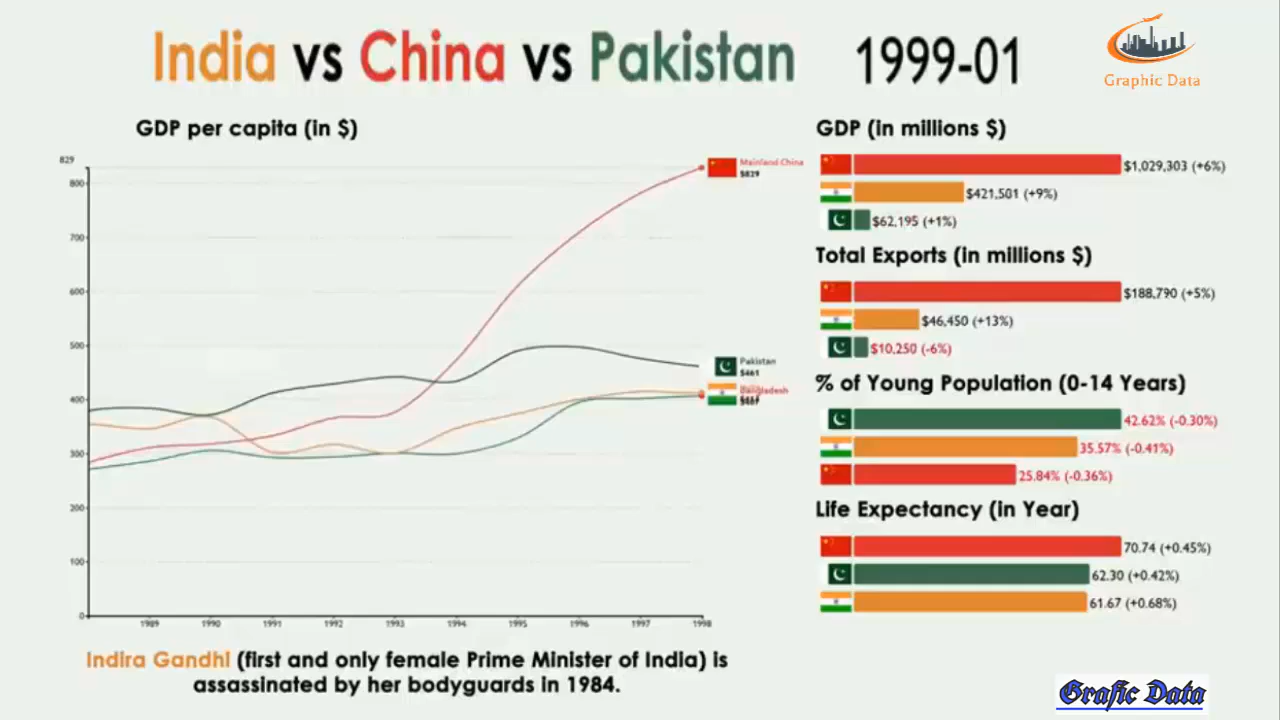 India vs China vs Pakistan 1999-01
Graphic Data
GDP per capita (in $)
829
800
700
600
500
400
300
200
100
0
1989 1990 1991 1992 1993 1994 1995 1996 1997 1998
Mainland China
$829
Pakistan
$461
Bangladesh
GDP (in millions $)
$1,029,303 (+6%)
$421,501 (+9%)
$62,195 (+1%)
Total Exports (in millions $)
$188,790 (+5%)
$46,450 (+13%)
$10,250 (-6%)
% of Young Population (0-14 Years)
42.62% (-0.30%)
35.57% (-0.41%)
25.84% (-0.36%)
Life Expectancy (in Year)
70.74 (+0.45%)
62.30 (+0.42%)
61.67 (+0.68%)
Indira Gandhi (first and only female Prime Minister of India) is
assassinated by her bodyguards in 1984.
Grafic Data